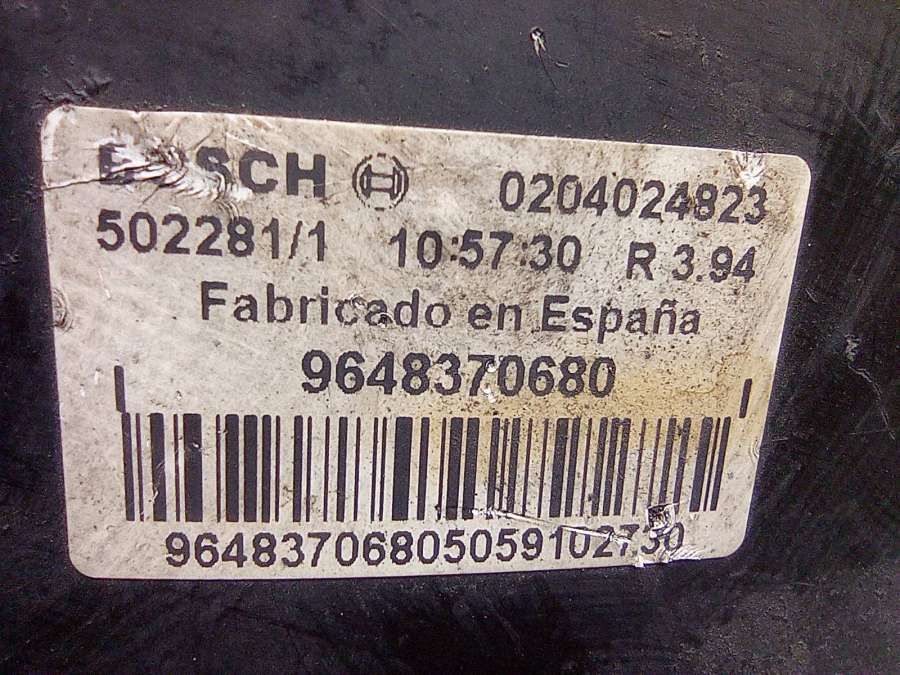 BOSCH 0204024823
502281/1 10:57:30 R 3.94
Fabricado en España
9648370680
96483706805059102730